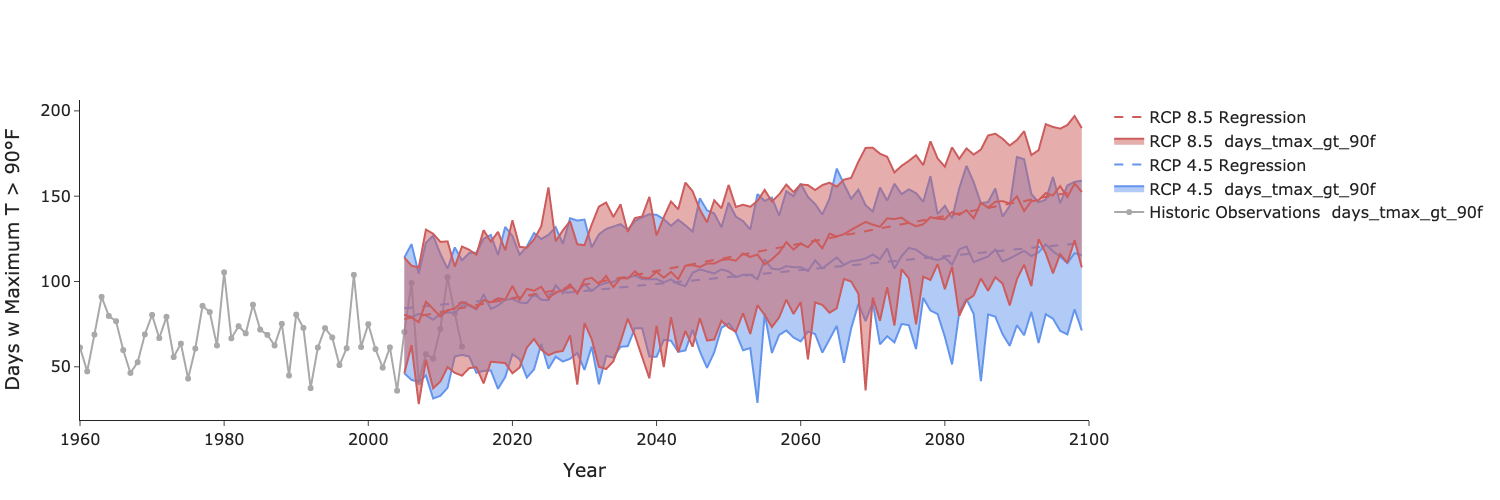 200
150
100
50
Days w Maximum T > 90°F
1960 1980 2000 2020 2040 2060 2080 2100
Year
RCP 8.5 Regression
RCP 8.5 days_tmax_gt_90f
RCP 4.5 Regression
RCP 4.5 days_tmax_gt_90f
Historic Observations days_tmax_gt_90f